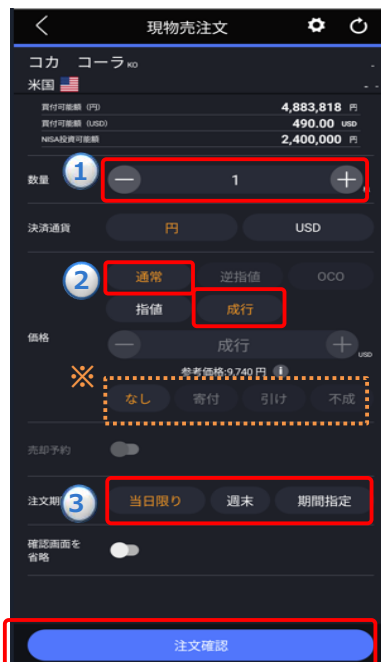 現物売注文
コカ コーラ KO -
米国 - -
買付可能額 (円) 4,883,818 円
買付可能額 (USD) 490.00 USD
NISA投資可能額 2,400,000 円
数量 1 1
決済通貨 円 USD
2 通常 逆指値 OCO
指値 成行
価格 成行 USD
参考価格:9,740 円 i
※ なし 寄付 引け 不成
売却予約
注文期 3 当日限り 週末 期間指定
確認画面を
省略
注文確認